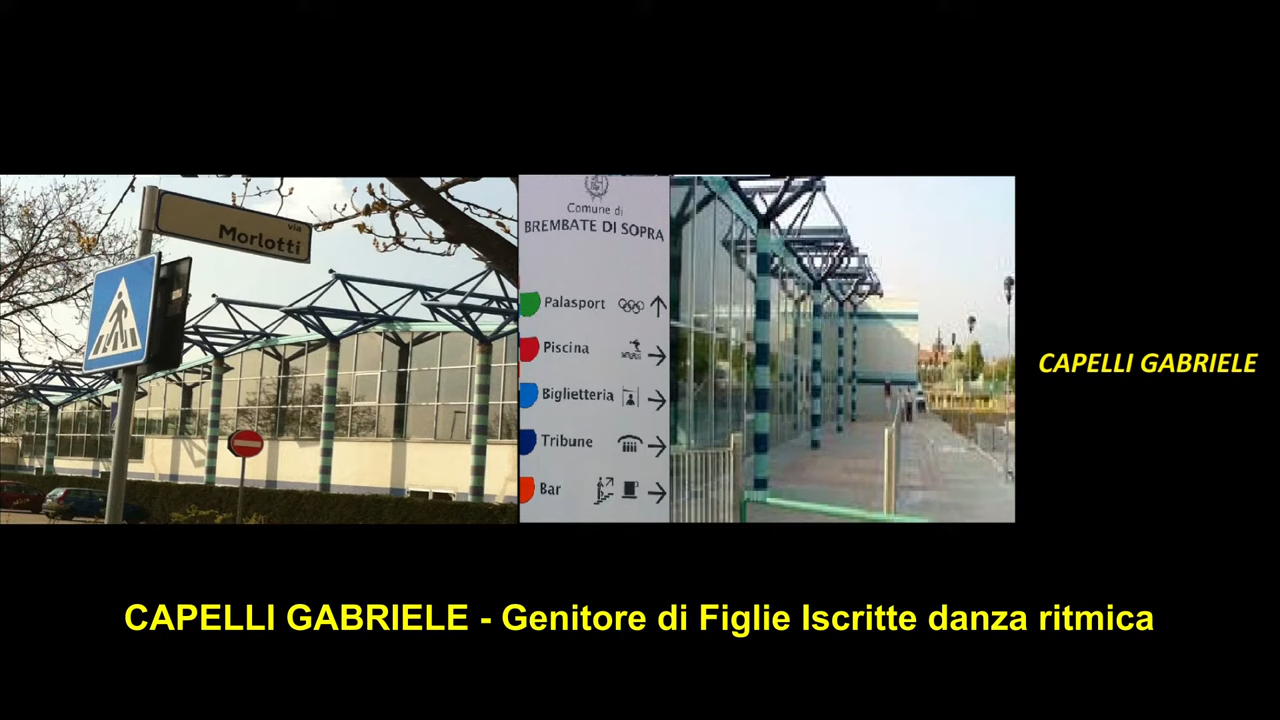 via
Morlotti
Comune di
BREMBATE DI SOPRA
Palasport
Piscina
Biglietteria
Tribune
Bar
CAPELLI GABRIELE
CAPELLI GABRIELE - Genitore di Figlie Iscritte danza ritmica